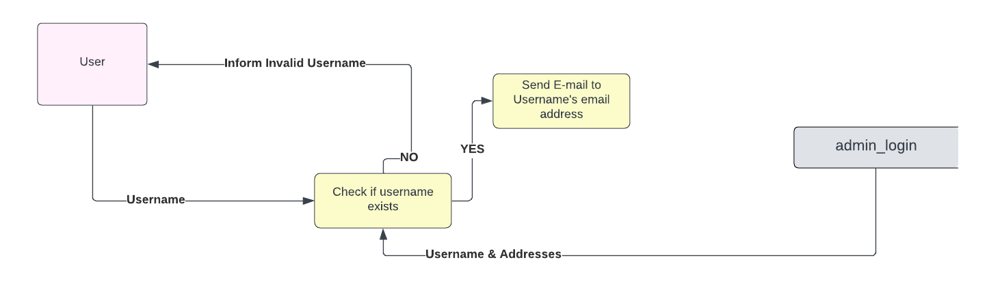 User
Inform Invalid Username
Send E-mail to
Username's email
address
admin_login
YES
NO
Check if username
exists
Username
Username & Addresses